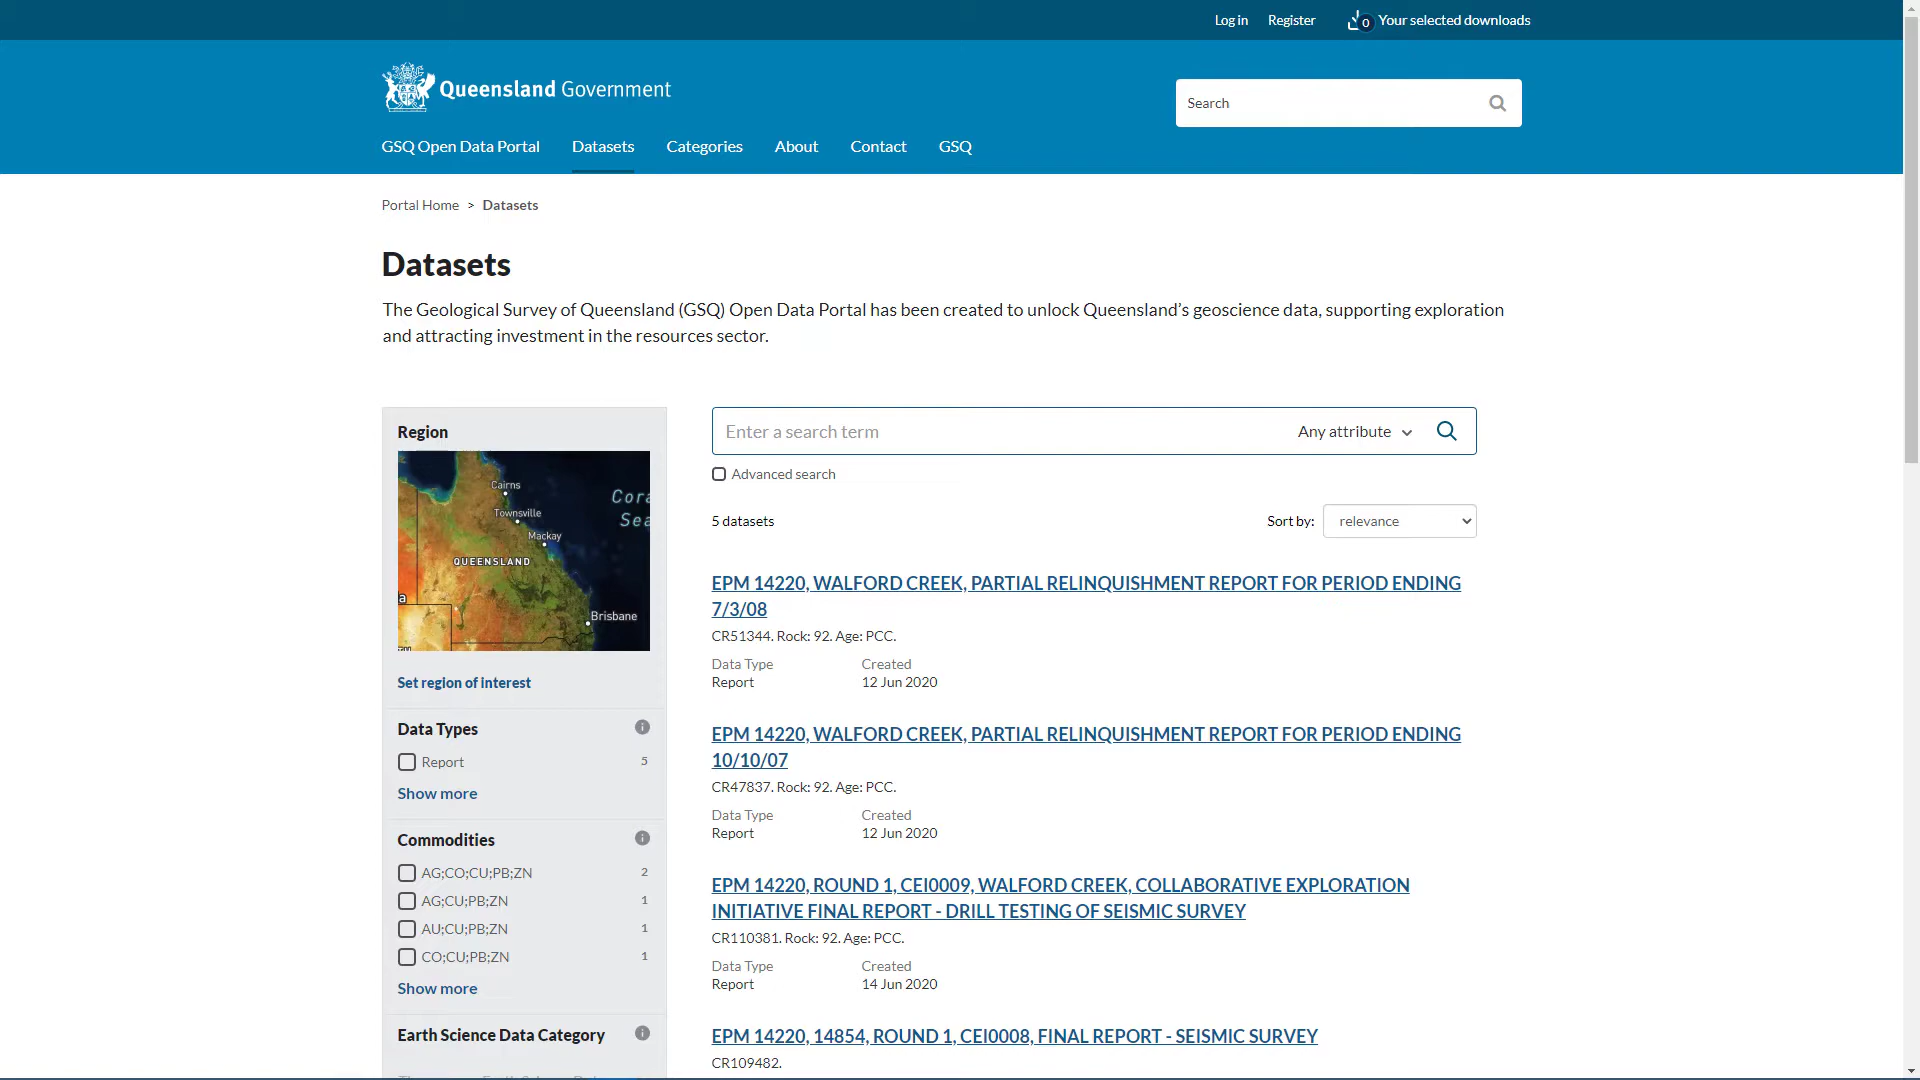 Log in Register 0 Your selected downloads
Queensland Government
Search
GSQ Open Data Portal Datasets Categories About Contact GSQ
Portal Home > Datasets
Datasets
The Geological Survey of Queensland (GSQ) Open Data Portal has been created to unlock Queensland’s geoscience data, supporting exploration
and attracting investment in the resources sector.
Region
Cairns
Townsville
Mackay
QUEENSLAND
Brisbane
Cora
Sea
a
Set region of interest
Data Types
Report 5
Show more
Commodities
AG;CO;CU;PB;ZN 2
AG;CU;PB;ZN 1
AU;CU;PB;ZN 1
CO;CU;PB;ZN 1
Show more
Earth Science Data Category
Enter a search term Any attribute
Advanced search
5 datasets Sort by: relevance
EPM 14220, WALFORD CREEK, PARTIAL RELINQUISHMENT REPORT FOR PERIOD ENDING
7/3/08
CR51344. Rock: 92. Age: PCC.
Data Type Created
Report 12 Jun 2020
EPM 14220, WALFORD CREEK, PARTIAL RELINQUISHMENT REPORT FOR PERIOD ENDING
10/10/07
CR47837. Rock: 92. Age: PCC.
Data Type Created
Report 12 Jun 2020
EPM 14220, ROUND 1, CEI0009, WALFORD CREEK, COLLABORATIVE EXPLORATION
INITIATIVE FINAL REPORT - DRILL TESTING OF SEISMIC SURVEY
CR110381. Rock: 92. Age: PCC.
Data Type Created
Report 14 Jun 2020
EPM 14220, 14854, ROUND 1, CEI0008, FINAL REPORT - SEISMIC SURVEY
CR109482.